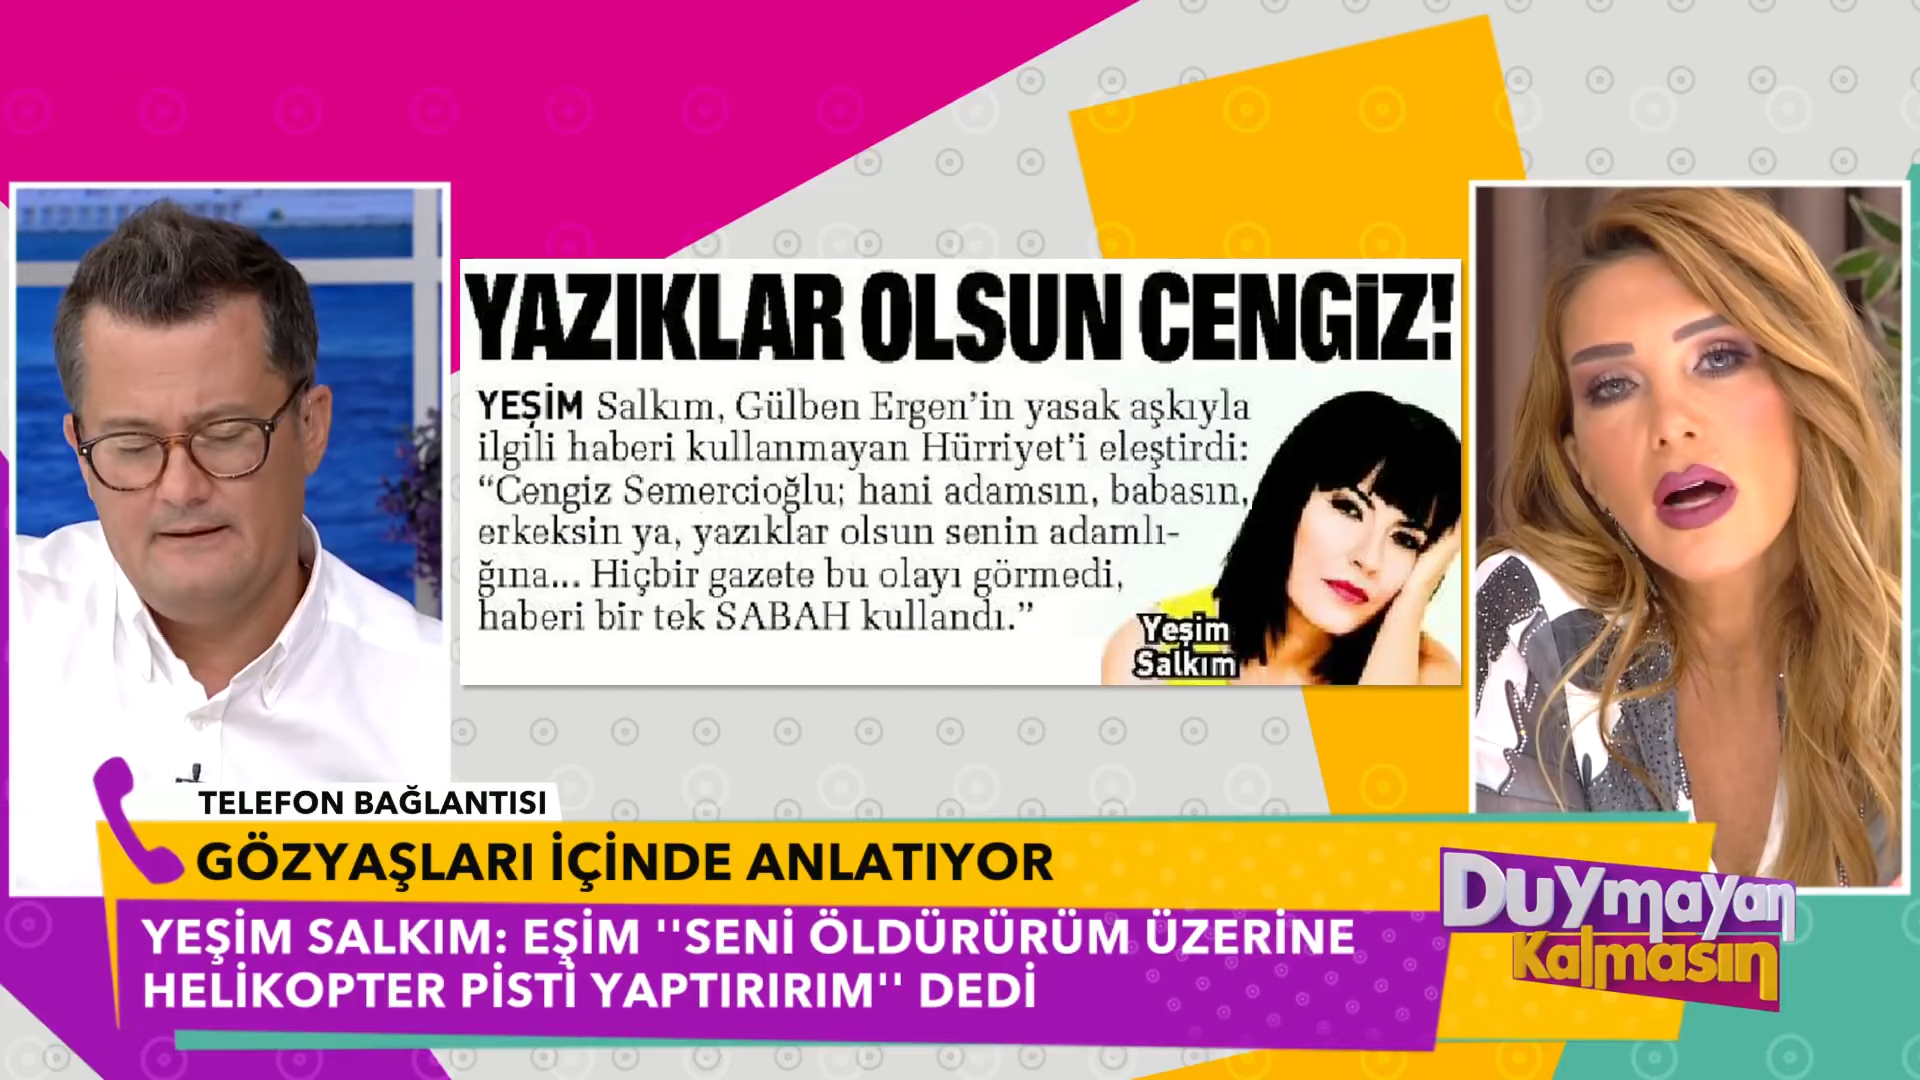 YAZIKLAR OLSUN CENGİZ!
YEŞİM Salkım, Gülben Ergen'in yasak aşkıyla
ilgili haberi kullanmayan Hürriyet'i eleştirdi:
“Cengiz Semercioğlu; hani adamsın, babasın,
erkeksin ya, yazıklar olsun senin adamlı-
ğına... Hiçbir gazete bu olayı görmedi,
haberi bir tek SABAH kullandı.”
Yeşim
Salkım
TELEFON BAĞLANTISI
GÖZYAŞLARI İÇİNDE ANLATIYOR
YEŞİM SALKIM: EŞİM ''SENİ ÖLDÜRÜRÜM ÜZERİNE
HELİKOPTER PİSTİ YAPTIRIRIM'' DEDİ
Duymayan
Kalmasın